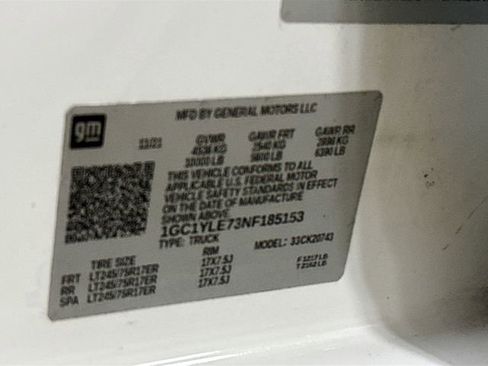 gm
MFD BY GENERAL MOTORS LLC
11/21 GVWR GAWR FRT GAWR RR
4536 KG 2540 KG 2898 KG
10000 LB 5600 LB 6390 LB
THIS VEHICLE CONFORMS TO ALL
APPLICABLE U.S. FEDERAL MOTOR
VEHICLE SAFETY STANDARDS IN EFFECT
ON THE DATE OF MANUFACTURE
SHOWN ABOVE.
1GC1YLE73NF185153
TYPE: TRUCK MODEL: 33CK20743
TIRE SIZE RIM
FRT LT245/75R17ER 17X7.5J
RR LT245/75R17ER 17X7.5J
SPA LT245/75R17ER 17X7.5J